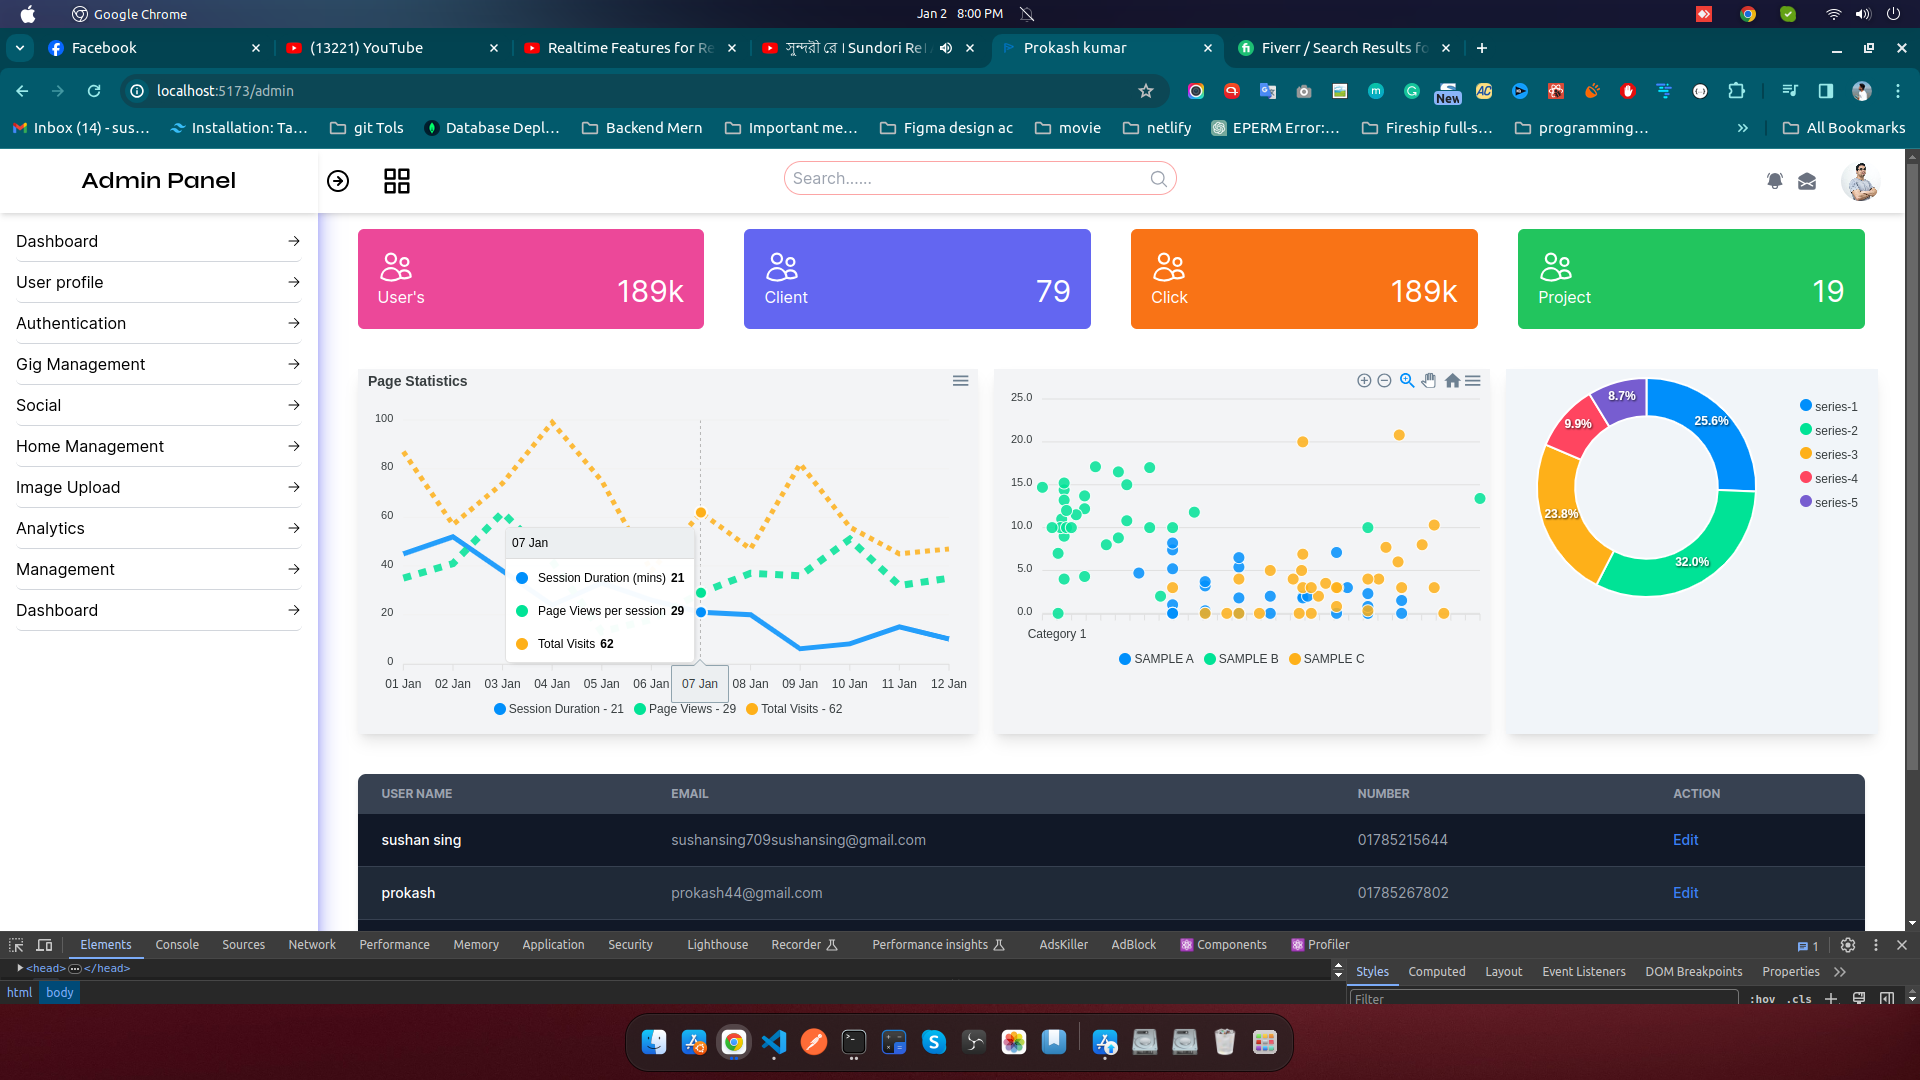 Google Chrome
Jan 2 8:00 PM
Facebook
(13221) YouTube
Realtime Features for Re
সুন্দরী রে । Sundori Re
Prokash kumar
Fiverr / Search Results fo
localhost:5173/admin
New
Inbox (14) - sus...
Installation: Ta...
git Tols
Database Depl...
Backend Mern
Important me...
Figma design ac
movie
netlify
EPERM Error:...
Fireship full-s...
programming...
All Bookmarks
Admin Panel
Search......
Dashboard
User profile
Authentication
Gig Management
Social
Home Management
Image Upload
Analytics
Management
Dashboard
User's
189k
Client
79
Click
189k
Project
19
Page Statistics
100
80
60
40
20
0
07 Jan
Session Duration (mins) 21
Page Views per session 29
Total Visits 62
01 Jan 02 Jan 03 Jan 04 Jan 05 Jan 06 Jan 07 Jan 08 Jan 09 Jan 10 Jan 11 Jan 12 Jan
Session Duration - 21 Page Views - 29 Total Visits - 62
25.0
20.0
15.0
10.0
5.0
0.0
Category 1
SAMPLE A SAMPLE B SAMPLE C
8.7%
25.6%
9.9%
23.8%
32.0%
series-1
series-2
series-3
series-4
series-5
USER NAME EMAIL NUMBER ACTION
sushan sing sushansing709sushansing@gmail.com 01785215644 Edit
prokash prokash44@gmail.com 01785267802 Edit
Elements Console Sources Network Performance Memory Application Security Lighthouse Recorder Performance insights AdsKiller AdBlock Components Profiler 1
<head>...</head>
html body
Styles Computed Layout Event Listeners DOM Breakpoints Properties
Filter :hov .cls